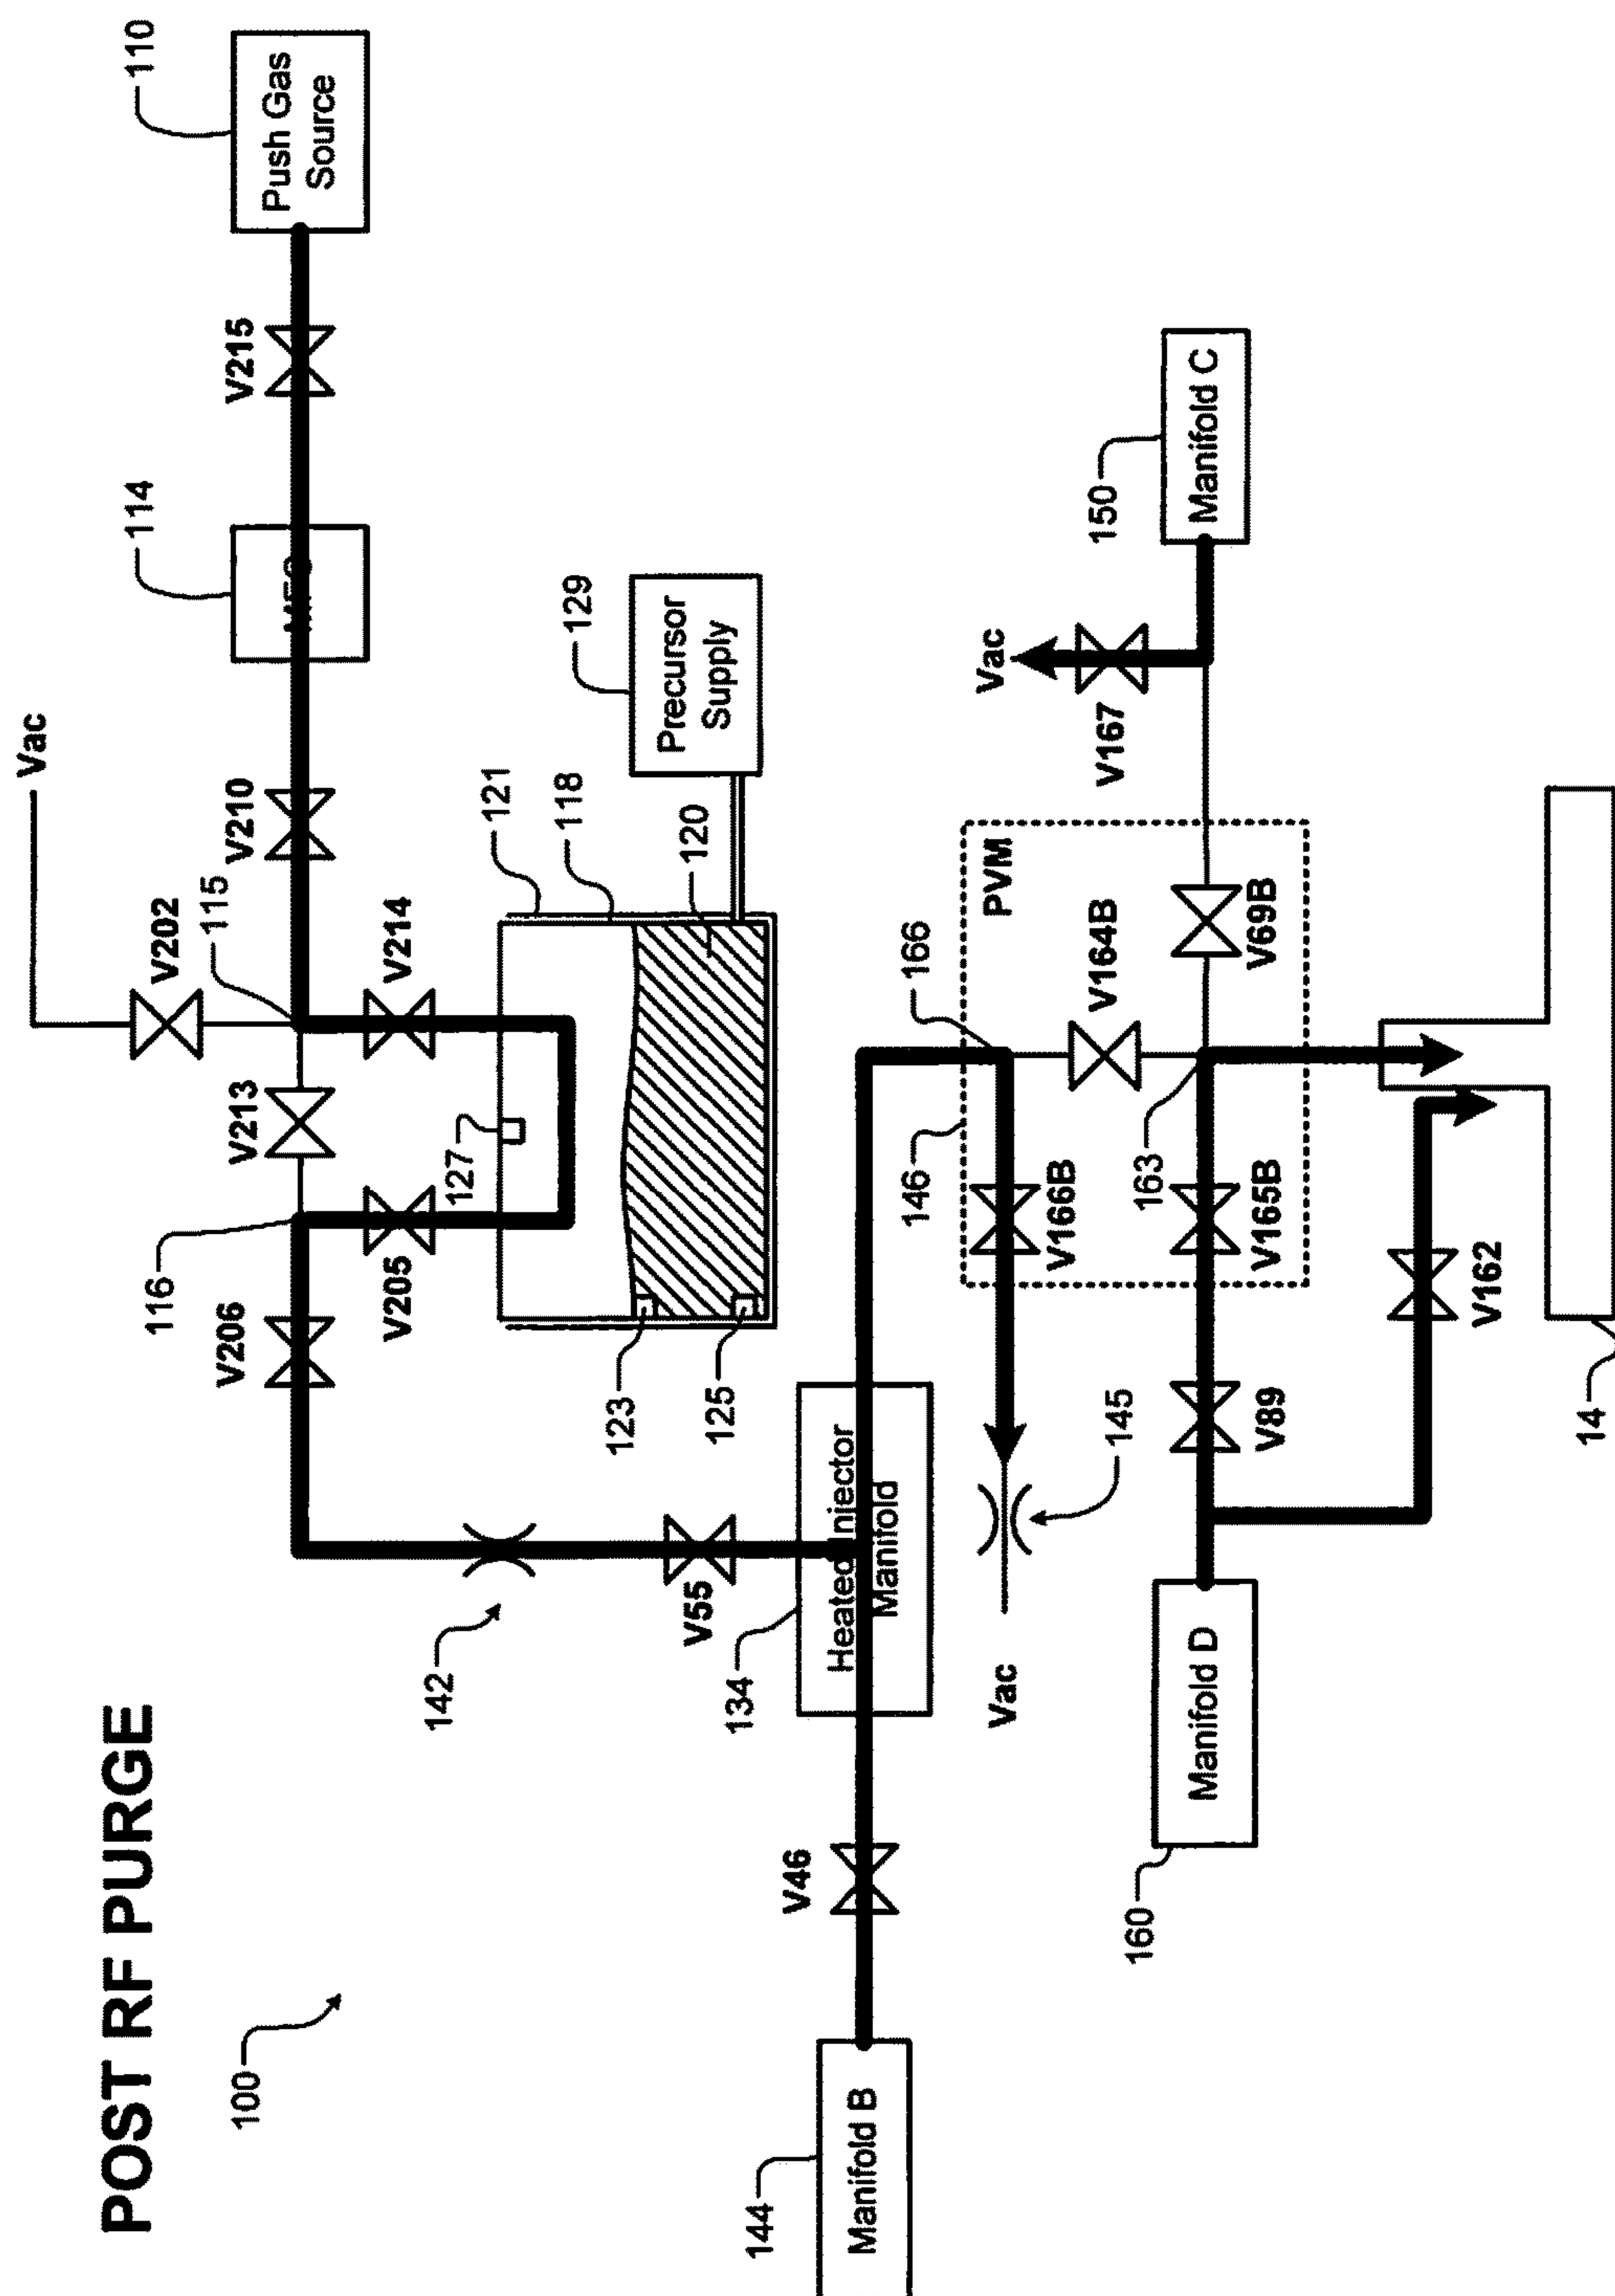 Vac
POST RF PURGE
114
110
116
V202
115
100
V206
V213
V210
V215
Push Gas
Source
V205
V214
142
127
121
118
129
123
Precursor
Supply
120
V55
125
134
144
V46
Heated Injector
Manifold
Manifold B
146
166
Vac
PVM
Vac
V166B
V164B
145
V167
150
160
163
Manifold D
Manifold C
V89
V165B
V69B
V162
14